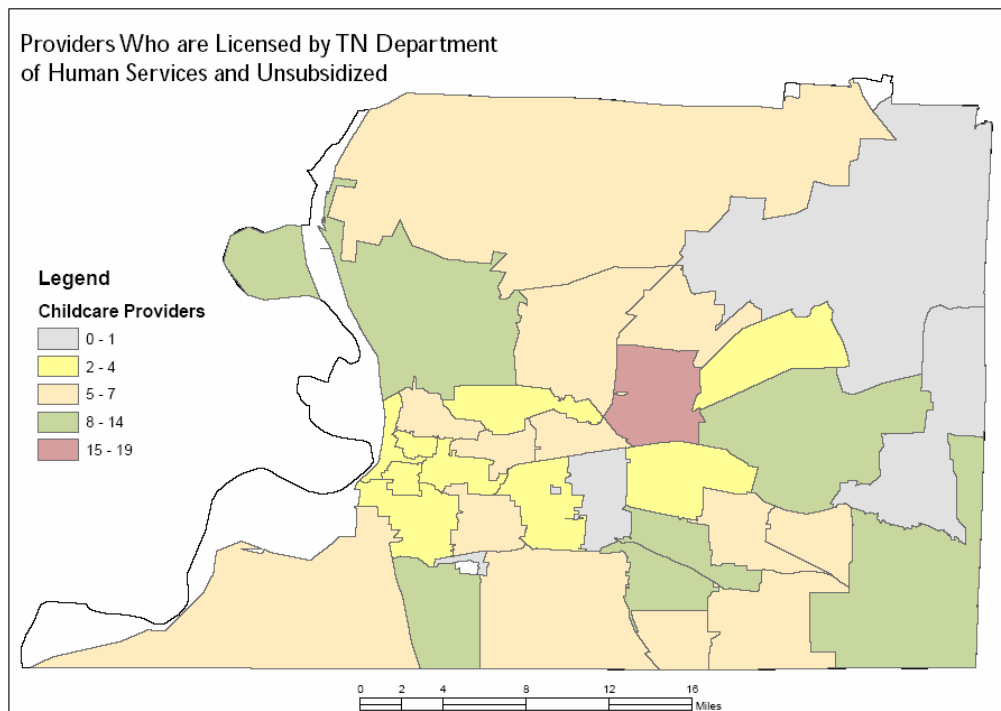 Providers Who are Licensed by TN Department
of Human Services and Unsubsidized
Legend
Childcare Providers
0 - 1
2 - 4
5 - 7
8 - 14
15 - 19
0 2 4 8 12 16
Miles